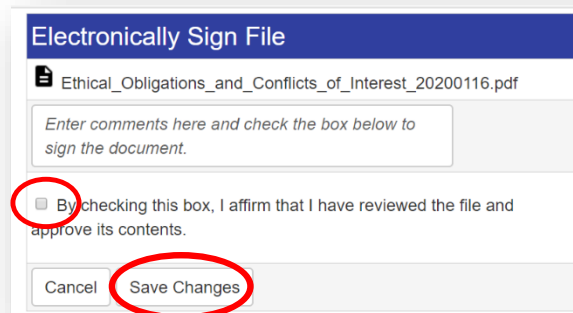 Electronically Sign File
Ethical_Obligations_and_Conflicts_of_Interest_20200116.pdf
Enter comments here and check the box below to
sign the document.
By checking this box, I affirm that I have reviewed the file and
approve its contents.
Cancel Save Changes